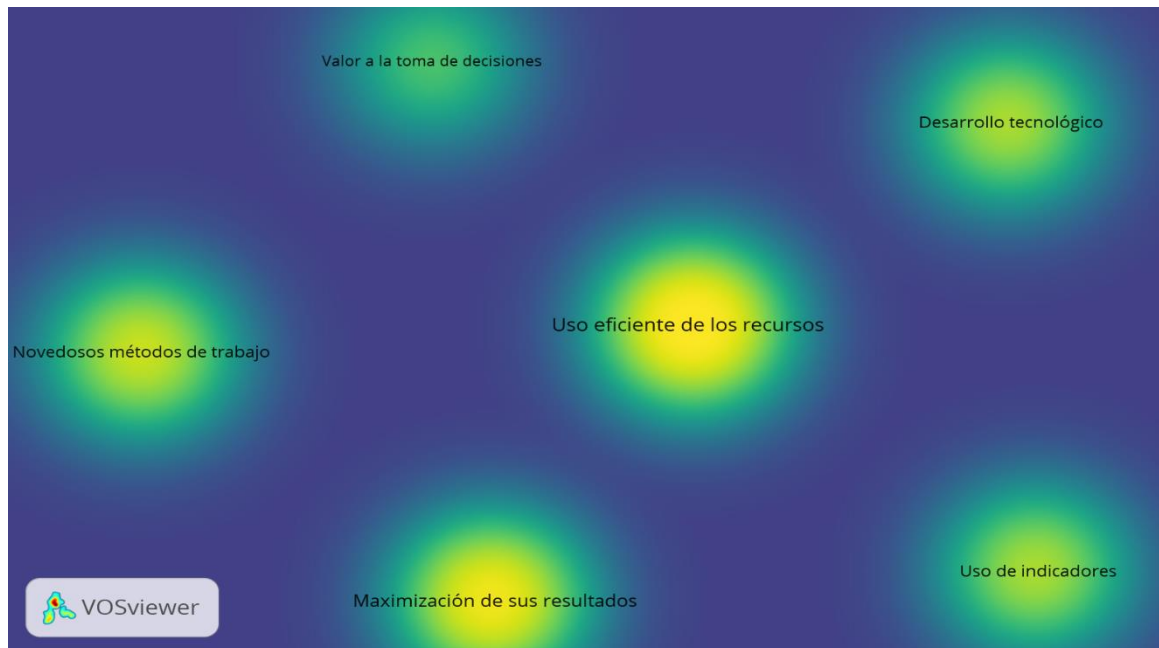 Valor a la toma de decisiones
Desarrollo tecnológico
Uso eficiente de los recursos
Novedosos métodos de trabajo
Uso de indicadores
Maximización de sus resultados
VOSviewer